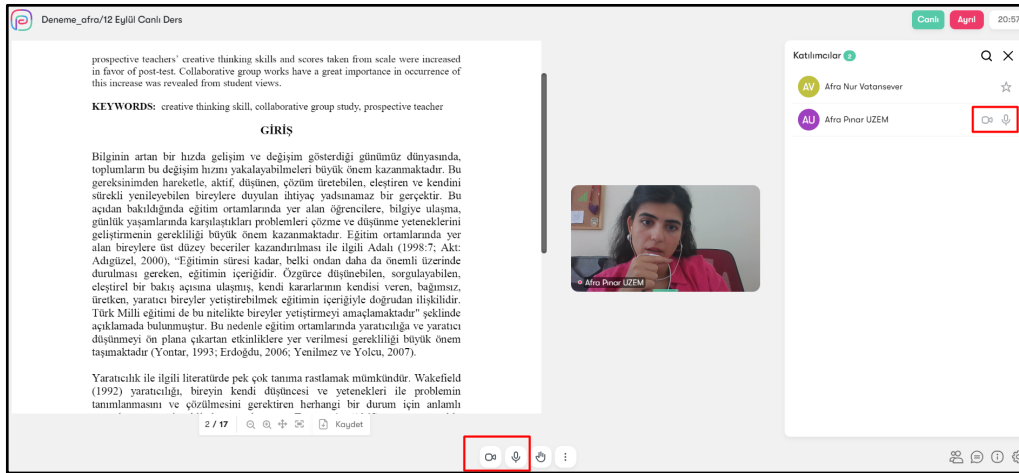 Deneme_afra/12 Eylül Canlı Ders
Canlı
Ayrıl
20:57
prospective teachers' creative thinking skills and scores taken from scale were increased
in favor of post-test. Collaborative group works have a great importance in occurrence of
this increase was revealed from student views.
KEYWORDS: creative thinking skill, collaborative group study, prospective teacher
GİRİŞ
Bilginin artan bir hızda gelişim ve değişim gösterdiği günümüz dünyasında,
toplumların bu değişim hızını yakalayabilmeleri büyük önem kazanmaktadır. Bu
gereksinimden hareketle, aktif, düşünen, çözüm üretebilen, eleştiren ve kendini
sürekli yenileyebilen bireylere duyulan ihtiyaç yadsınamaz bir gerçektir. Bu
açıdan bakıldığında eğitim ortamlarında yer alan öğrencilere, bilgiye ulaşma,
günlük yaşamlarında karşılaştıkları problemleri çözme ve düşünme yeteneklerini
geliştirmenin gerekliliği büyük önem kazanmaktadır. Eğitim ortamlarında yer
alan bireylere üst düzey beceriler kazandırılması ile ilgili Adalı (1998:7; Akt:
Adıgüzel, 2000), “Eğitimin süresi kadar, belki ondan daha da önemli üzerinde
durulması gereken, eğitimin içeriğidir. Özgürce düşünebilen, sorgulayabilen,
eleştirel bir bakış açısına ulaşmış, kendi kararlarının kendisi veren, bağımsız,
üretken, yaratıcı bireyler yetiştirebilmek eğitimin içeriğiyle doğrudan ilişkilidir.
Türk Milli eğitimi de bu nitelikte bireyler yetiştirmeyi amaçlamaktadır" şeklinde
açıklamada bulunmuştur. Bu nedenle eğitim ortamlarında yaratıcılığa ve yaratıcı
düşünmeyi ön plana çıkartan etkinliklere yer verilmesi gerekliliği büyük önem
taşımaktadır (Yontar, 1993; Erdoğdu, 2006; Yenilmez ve Yolcu, 2007).
Yaratıcılık ile ilgili literatürde pek çok tanıma rastlamak mümkündür. Wakefield
(1992) yaratıcılığı, bireyin kendi düşüncesi ve yetenekleri ile problemin
tanımlanmasını ve çözülmesini gerektiren herhangi bir durum için anlamlı
2 / 17
Kaydet
Afra Pınar UZEM
Katılımcılar 2
AV Afra Nur Vatansever
AU Afra Pınar UZEM